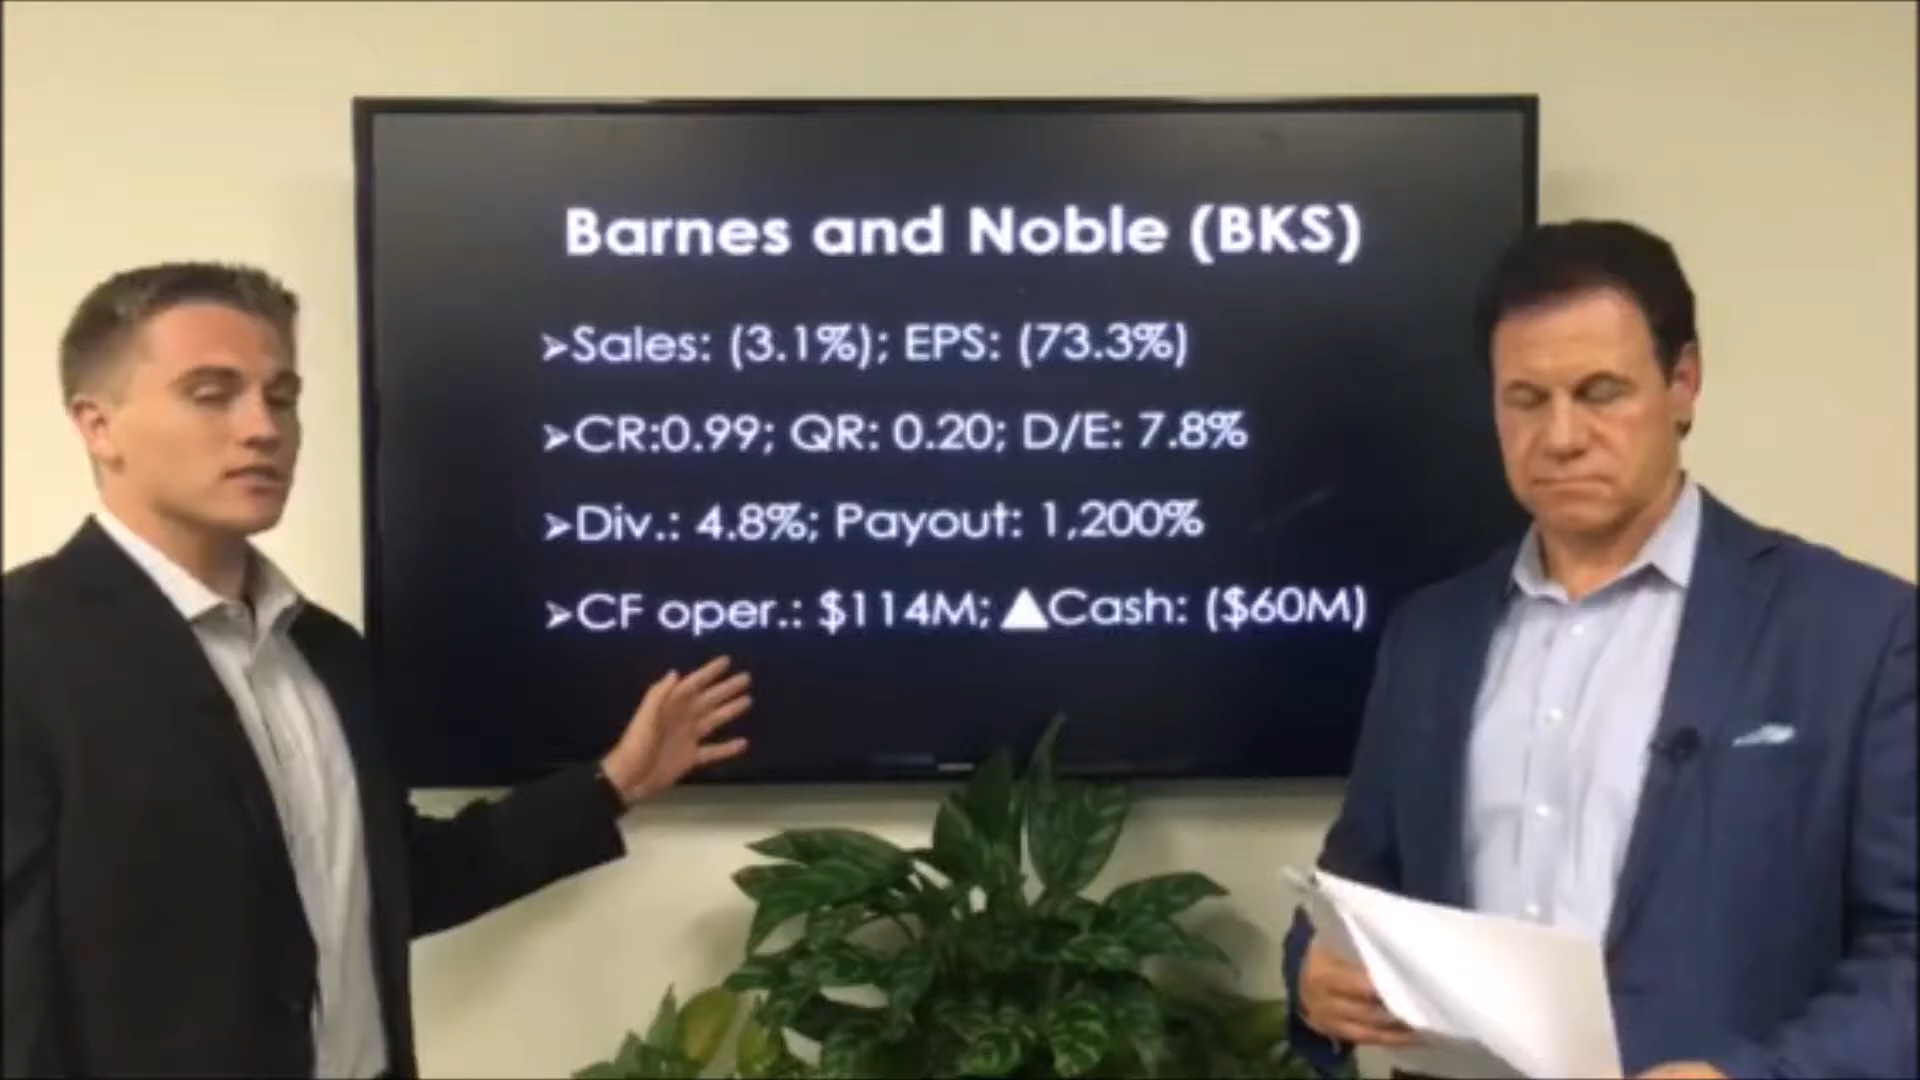 Barnes and Noble (BKS)
➢Sales: (3.1%); EPS: (73.3%)
➢CR:0.99; QR: 0.20; D/E: 7.8%
➢Div.: 4.8%; Payout: 1,200%
➢CF oper.: $114M; ▲Cash: ($60M)